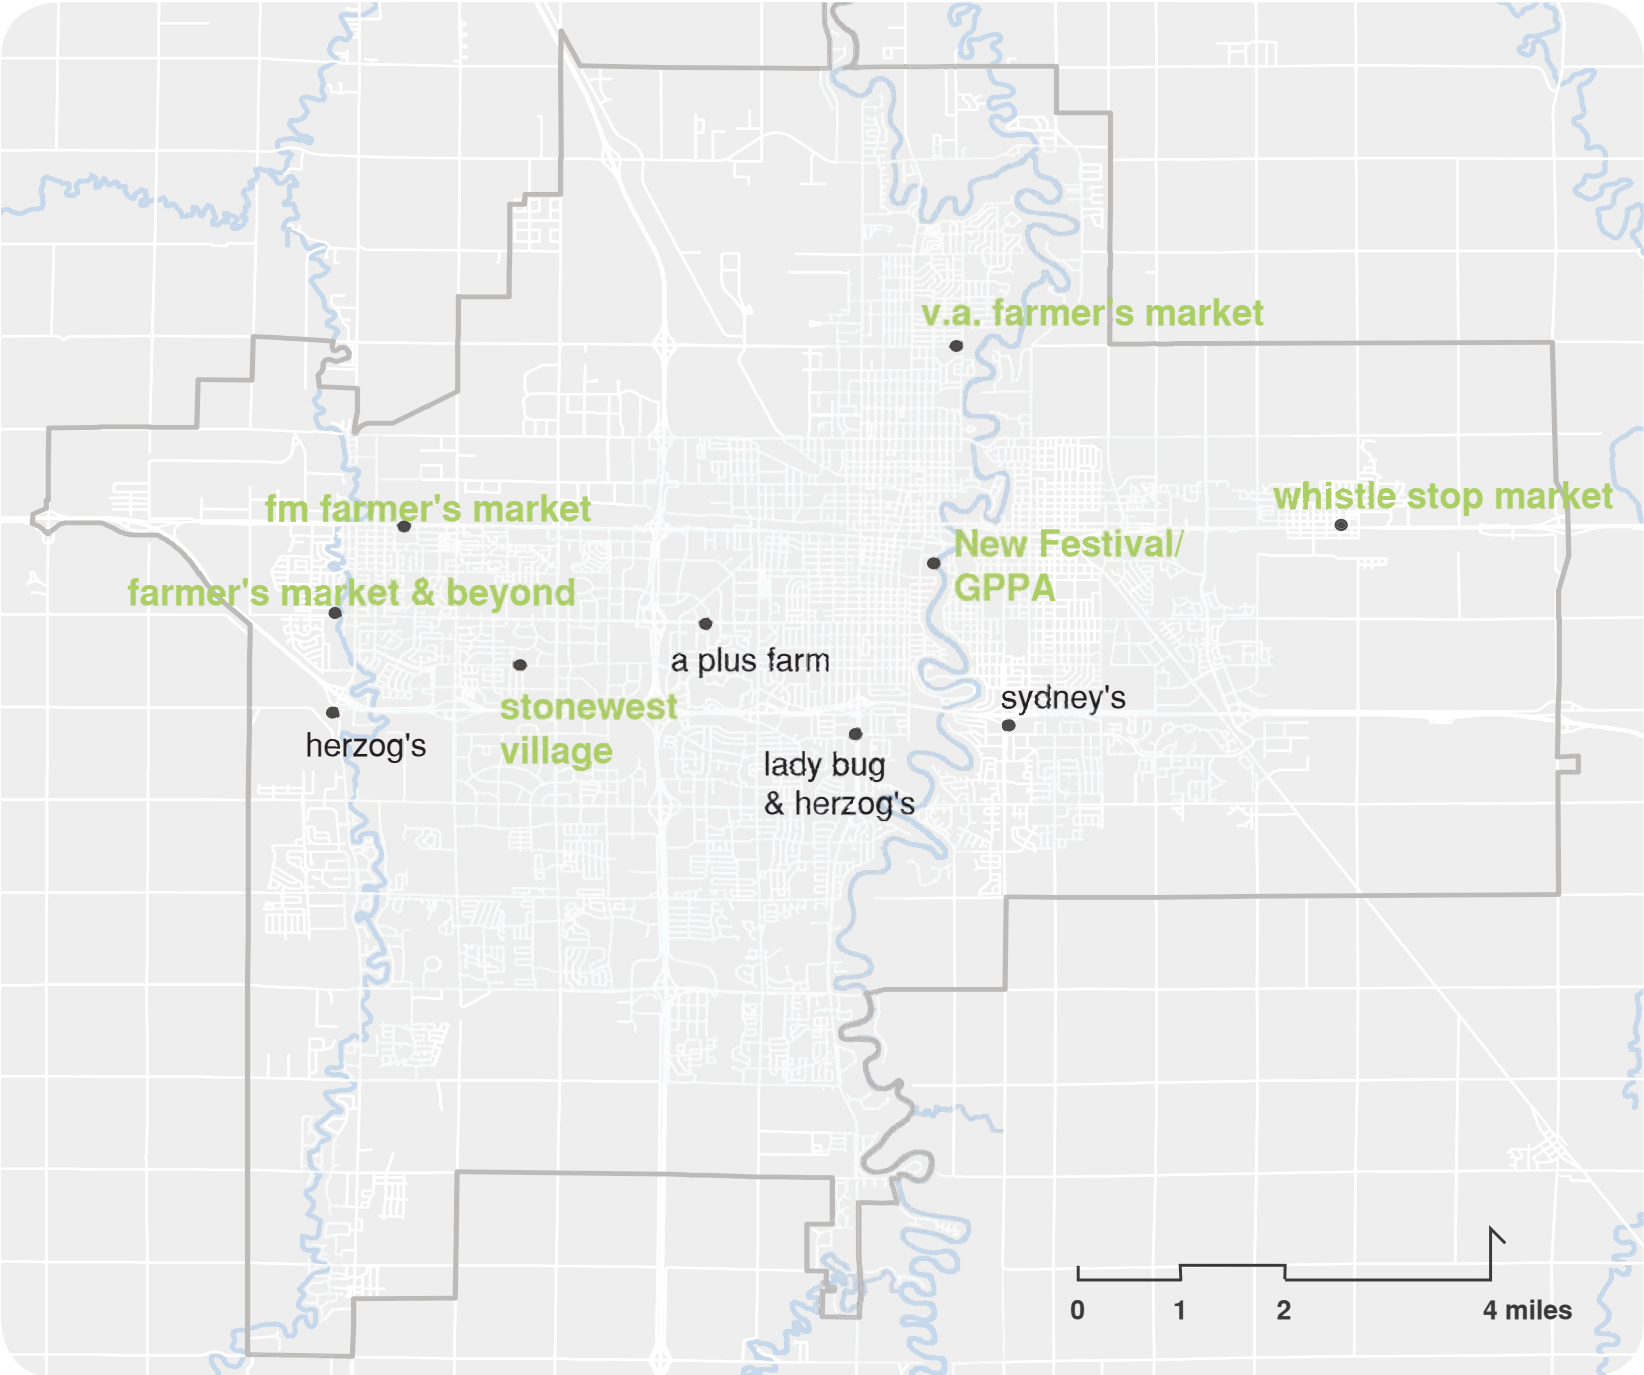 v.a. farmer's market
whistle stop market
fm farmer's market
New Festival/
GPPA
farmer's market & beyond
a plus farm
sydney's
stonewest
village
herzog's
lady bug
& herzog's
0 1 2 4 miles